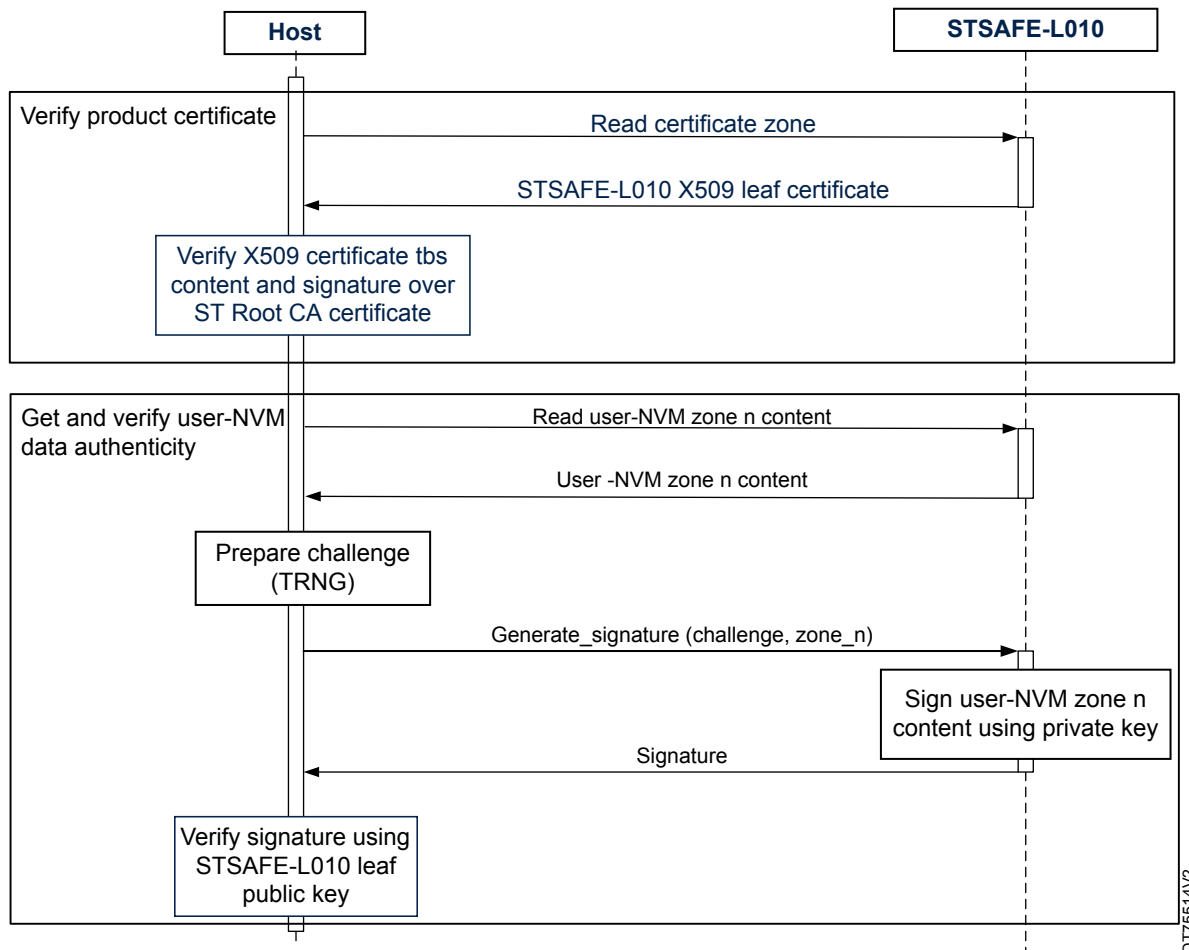 Host
STSAFE-L010
Verify product certificate
Read certificate zone
STSAFE-L010 X509 leaf certificate
Verify X509 certificate tbs
content and signature over
ST Root CA certificate
Get and verify user-NVM
data authenticity
Read user-NVM zone n content
User -NVM zone n content
Prepare challenge
(TRNG)
Generate_signature (challenge, zone_n)
Sign user-NVM zone n
content using private key
Signature
Verify signature using
STSAFE-L010 leaf
public key